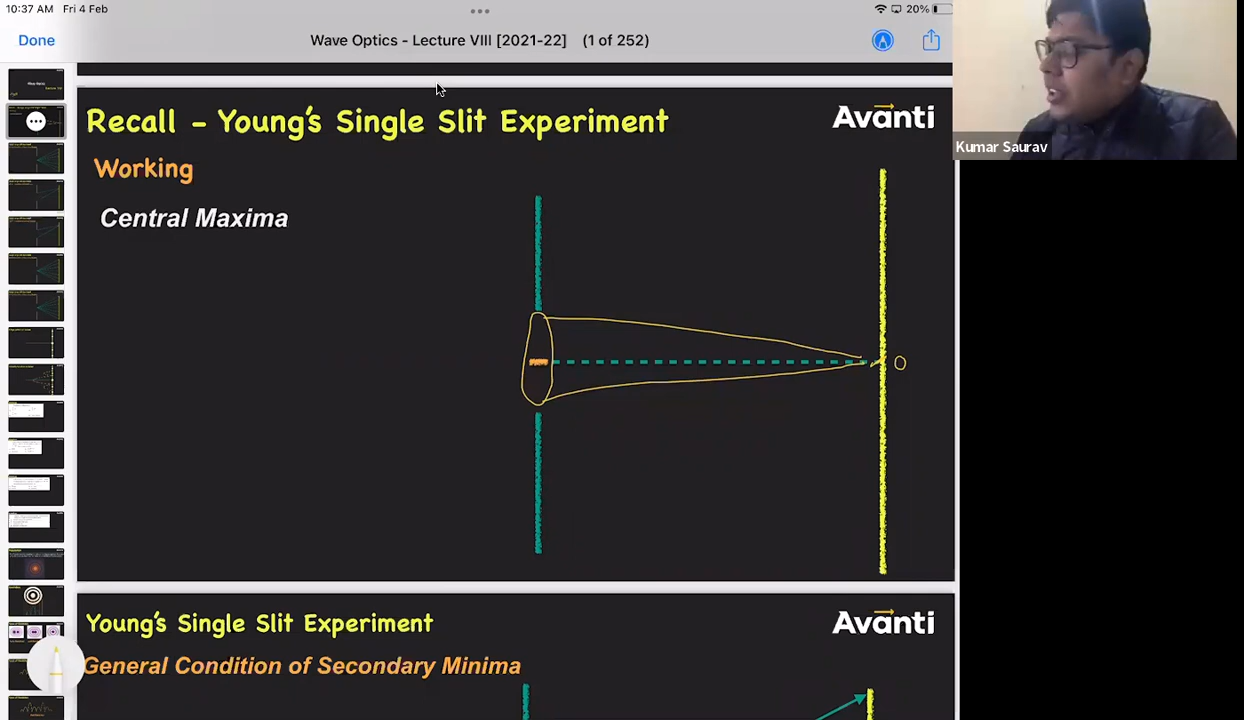 10:37 AM Fri 4 Feb
20%
Done
Wave Optics - Lecture VIII [2021-22] (1 of 252)
Recall - Young's Single Slit Experiment
Avanti
Working
Central Maxima
O
Kumar Saurav
Young's Single Slit Experiment
Avanti
General Condition of Secondary Minima